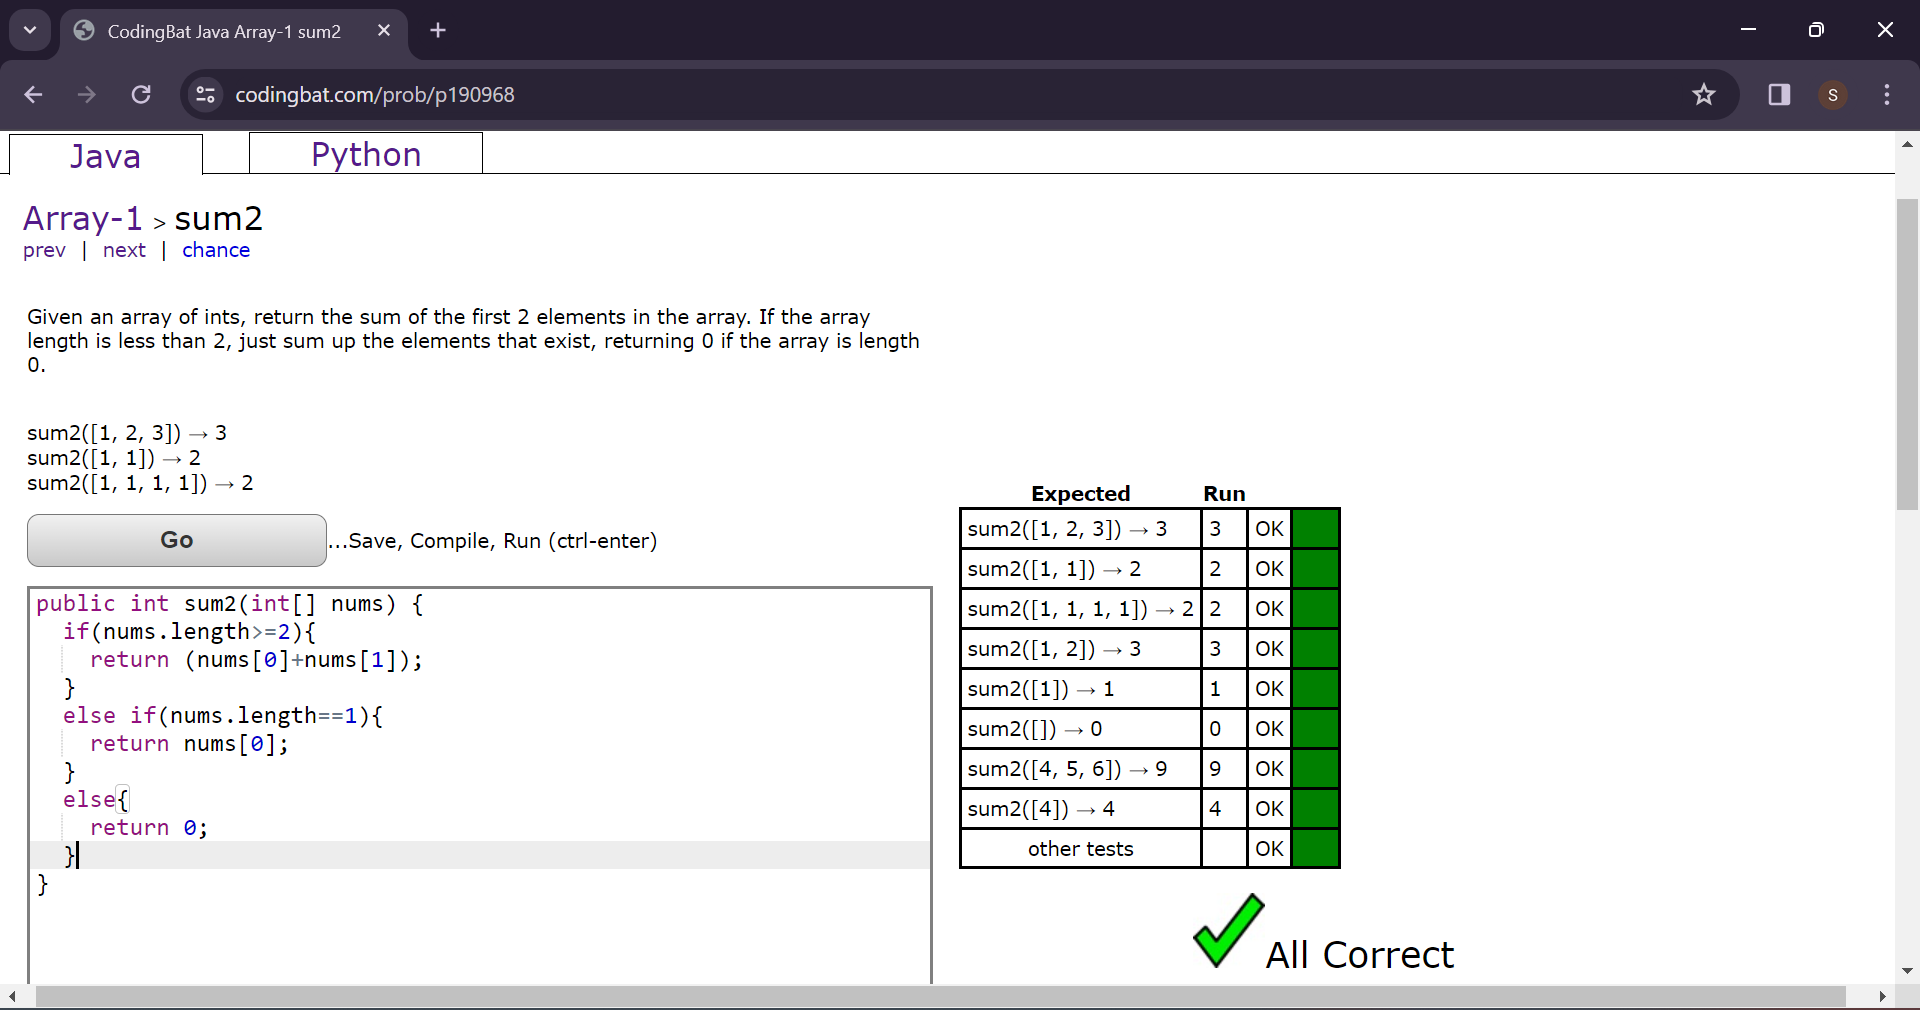 CodingBat Java Array-1 sum2
codingbat.com/prob/p190968
S
Java
Python
Array-1 > sum2
prev | next | chance
Given an array of ints, return the sum of the first 2 elements in the array. If the array
length is less than 2, just sum up the elements that exist, returning 0 if the array is length
0.
sum2([1, 2, 3]) → 3
sum2([1, 1]) → 2
sum2([1, 1, 1, 1]) → 2
Go ...Save, Compile, Run (ctrl-enter)
public int sum2(int[] nums) {
  if(nums.length>=2){
    return (nums[0]+nums[1]);
  }
  else if(nums.length==1){
    return nums[0];
  }
  else{
    return 0;
  }
}
Expected Run
sum2([1, 2, 3]) → 3 3 OK
sum2([1, 1]) → 2 2 OK
sum2([1, 1, 1, 1]) → 2 2 OK
sum2([1, 2]) → 3 3 OK
sum2([1]) → 1 1 OK
sum2([]) → 0 0 OK
sum2([4, 5, 6]) → 9 9 OK
sum2([4]) → 4 4 OK
other tests OK
All Correct